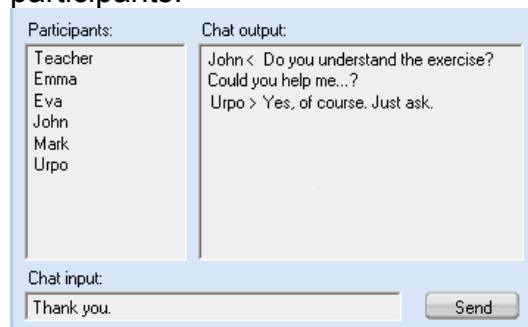 participants.
Participants:
Teacher
Emma
Eva
John
Mark
Urpo
Chat output:
John < Do you understand the exercise?
Could you help me...?
Urpo > Yes, of course. Just ask.
Chat input:
Thank you.
Send